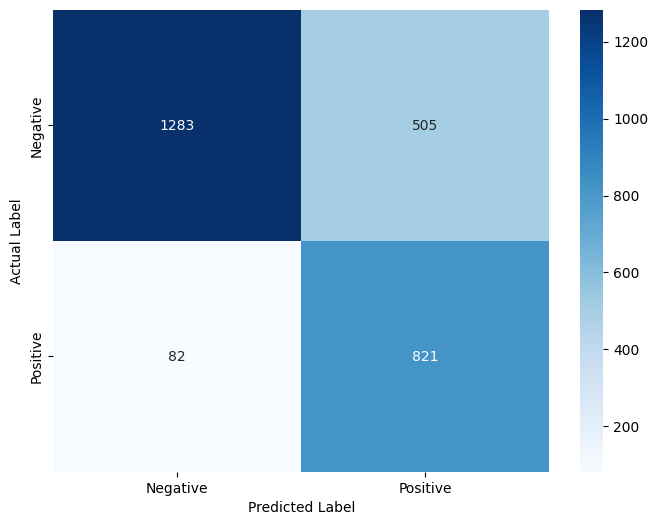 1283
505
82
821
Negative
Positive
Actual Label
Negative
Positive
Predicted Label
1200
1000
800
600
400
200